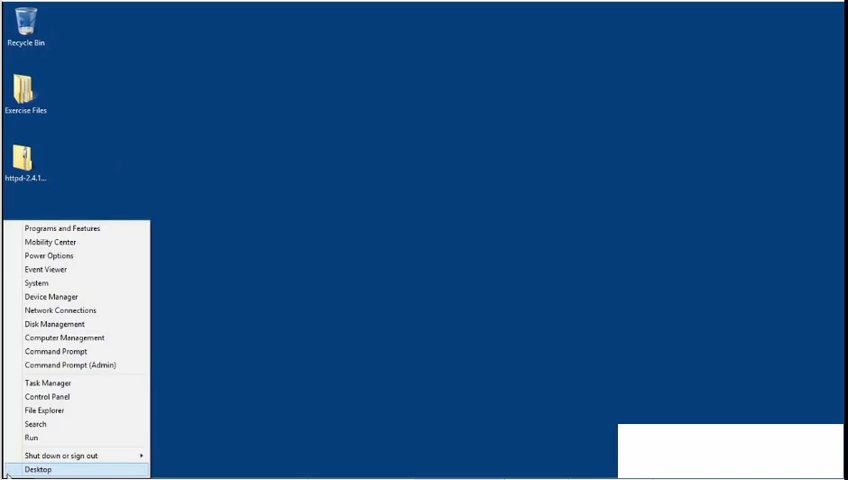 Recycle Bin
Exercise Files
httpd-2.4.1...
Programs and Features
Mobility Center
Power Options
Event Viewer
System
Device Manager
Network Connections
Disk Management
Computer Management
Command Prompt
Command Prompt (Admin)
Task Manager
Control Panel
File Explorer
Search
Run
Shut down or sign out
Desktop